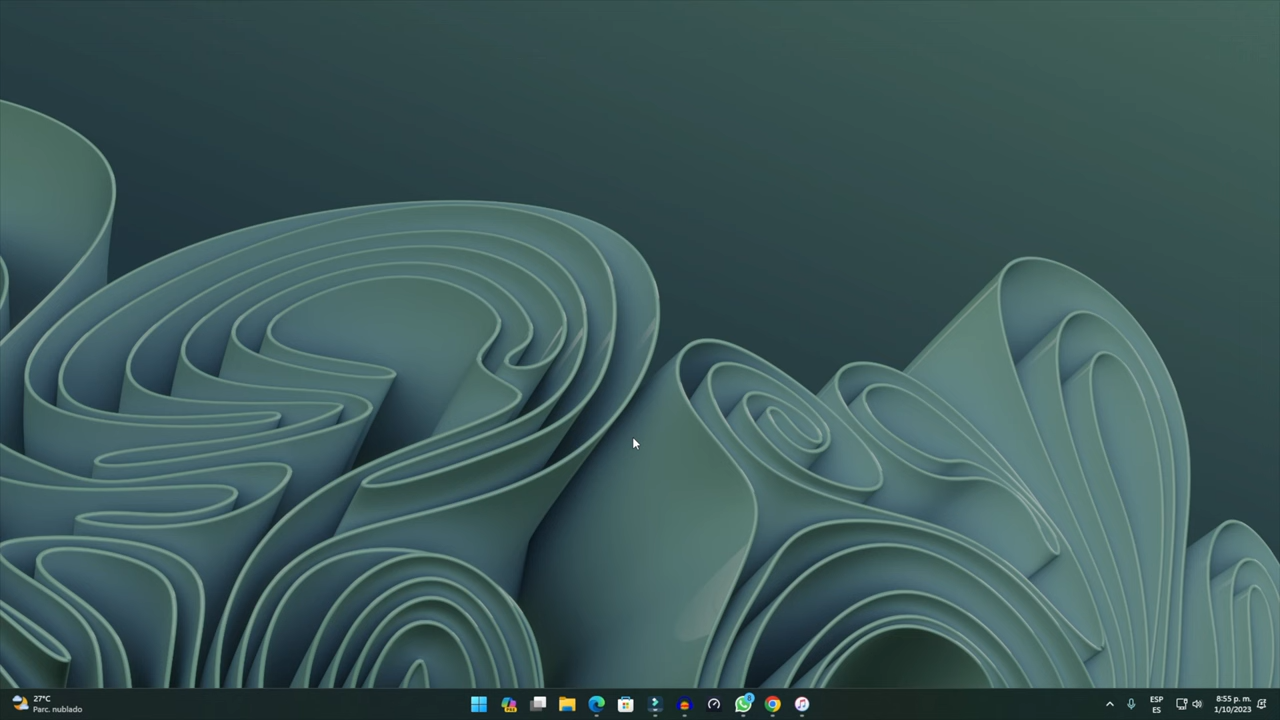 27°C
Parc. nublado
ESP
ES
8:55 p. m.
1/10/2023